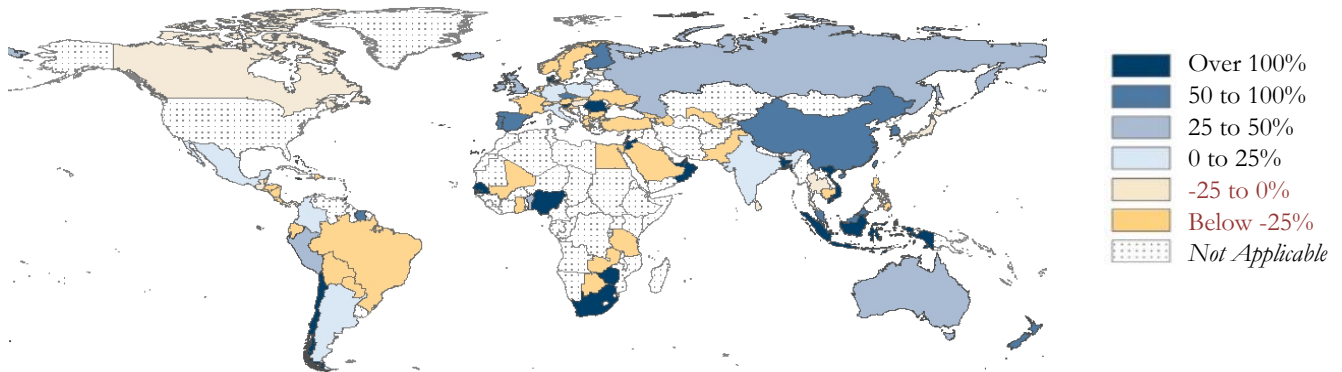 Over 100%
50 to 100%
25 to 50%
0 to 25%
-25 to 0%
Below -25%
Not Applicable